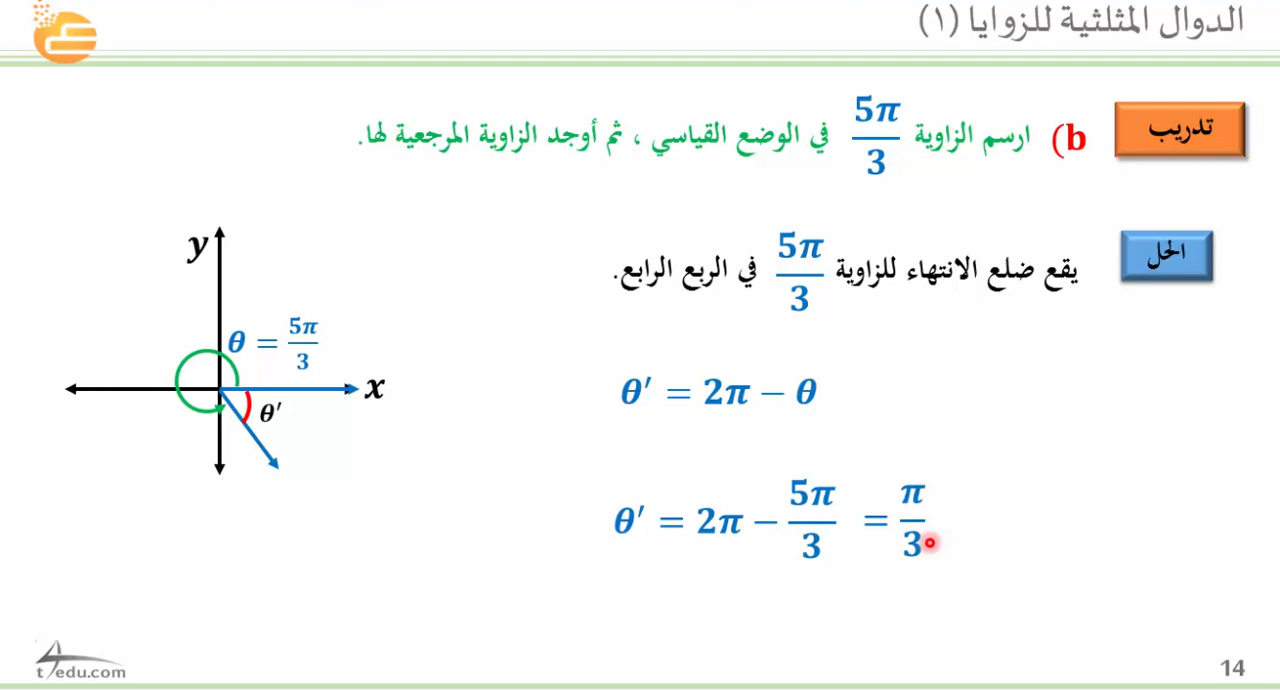 الدوال المثلثية للزوايا (١)
تدريب
b) ارسم الزاوية 5π/3 في الوضع القياسي ، ثم أوجد الزاوية المرجعية لها.
الحل
يقع ضلع الانتهاء للزاوية 5π/3 في الربع الرابع.
y
θ = 5π/3
x
θ′
θ′ = 2π − θ
θ′ = 2π − 5π/3 = π/3
t4edu.com
14